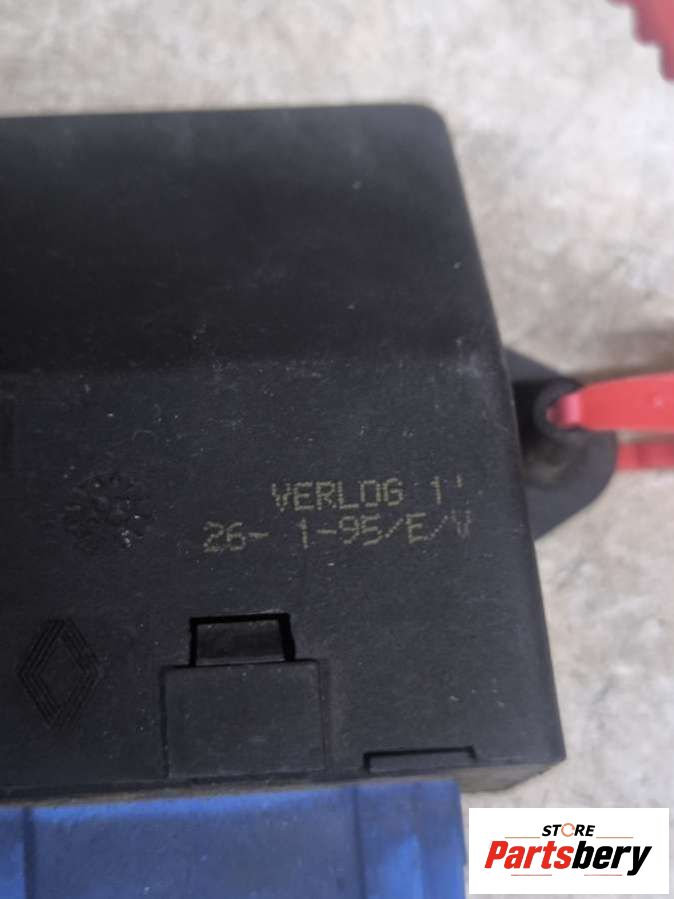 VERLOG 1'
26- 1-95/E/V
STORE
Partsbery